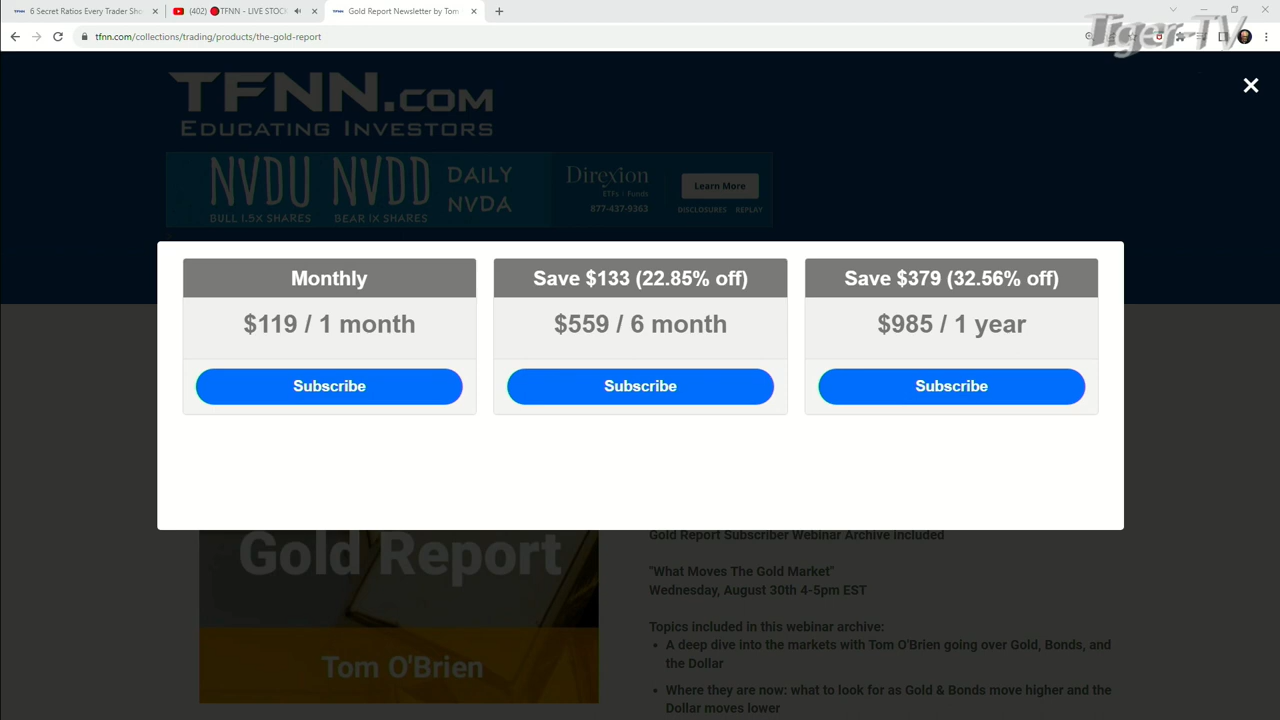 6 Secret Ratios Every Trader Sho
(402) 🔴TFNN - LIVE STOCK
Gold Report Newsletter by Tom
tfnn.com/collections/trading/products/the-gold-report
Tiger-TV
TFNN.com
Educating Investors
NVDU NVDD
BULL 1.5X SHARES BEAR 1X SHARES
DAILY
NVDA
Direxion
ETFs | Funds
877-437-9363
Learn More
DISCLOSURES REPLAY
Monthly
$119 / 1 month
Subscribe
Save $133 (22.85% off)
$559 / 6 month
Subscribe
Save $379 (32.56% off)
$985 / 1 year
Subscribe
Gold Report
Tom O'Brien
Gold Report Subscriber Webinar Archive Included
"What Moves The Gold Market"
Wednesday, August 30th 4-5pm EST
Topics included in this webinar archive:
• A deep dive into the markets with Tom O'Brien going over Gold, Bonds, and
the Dollar
• Where they are now: what to look for as Gold & Bonds move higher and the
Dollar moves lower